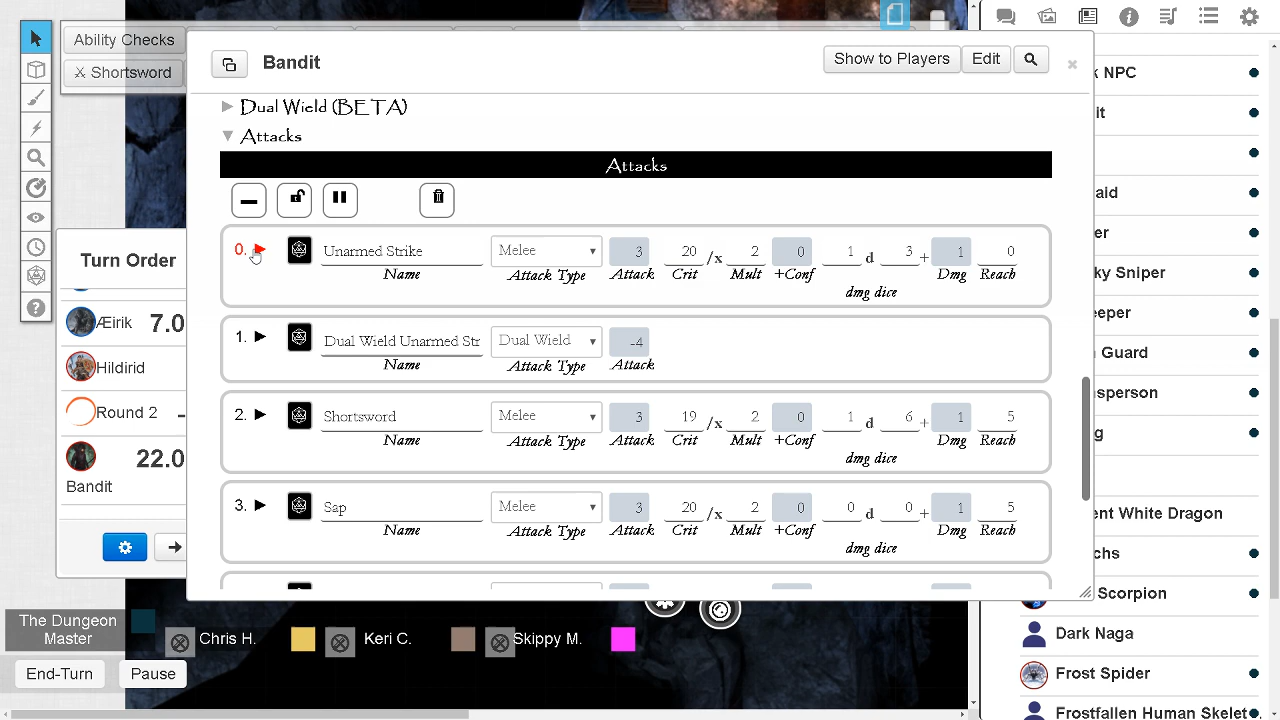 Ability Checks
Shortsword
Bandit
Show to Players
Edit
Dual Wield (BETA)
Attacks
Attacks
0.
Unarmed Strike
Melee
3
20
/x
2
0
1
d
3
+
1
0
Name
Attack Type
Attack
Crit
Mult
+Conf
Dmg
Reach
dmg dice
1.
Dual Wield Unarmed Str
Dual Wield
-4
Name
Attack Type
Attack
2.
Shortsword
Melee
3
19
/x
2
0
1
d
6
+
1
5
Name
Attack Type
Attack
Crit
Mult
+Conf
Dmg
Reach
dmg dice
3.
Sap
Melee
3
20
/x
2
0
0
d
0
+
1
5
Name
Attack Type
Attack
Crit
Mult
+Conf
Dmg
Reach
dmg dice
Turn Order
Æirik
7.0
Hildirid
Round 2
-
22.0
Bandit
The Dungeon
Master
Chris H.
Keri C.
Skippy M.
End-Turn
Pause
k NPC
it
aid
er
ky Sniper
eeper
n Guard
nsperson
g
ent White Dragon
chs
Scorpion
Dark Naga
Frost Spider
Frostfallen Human Skelet